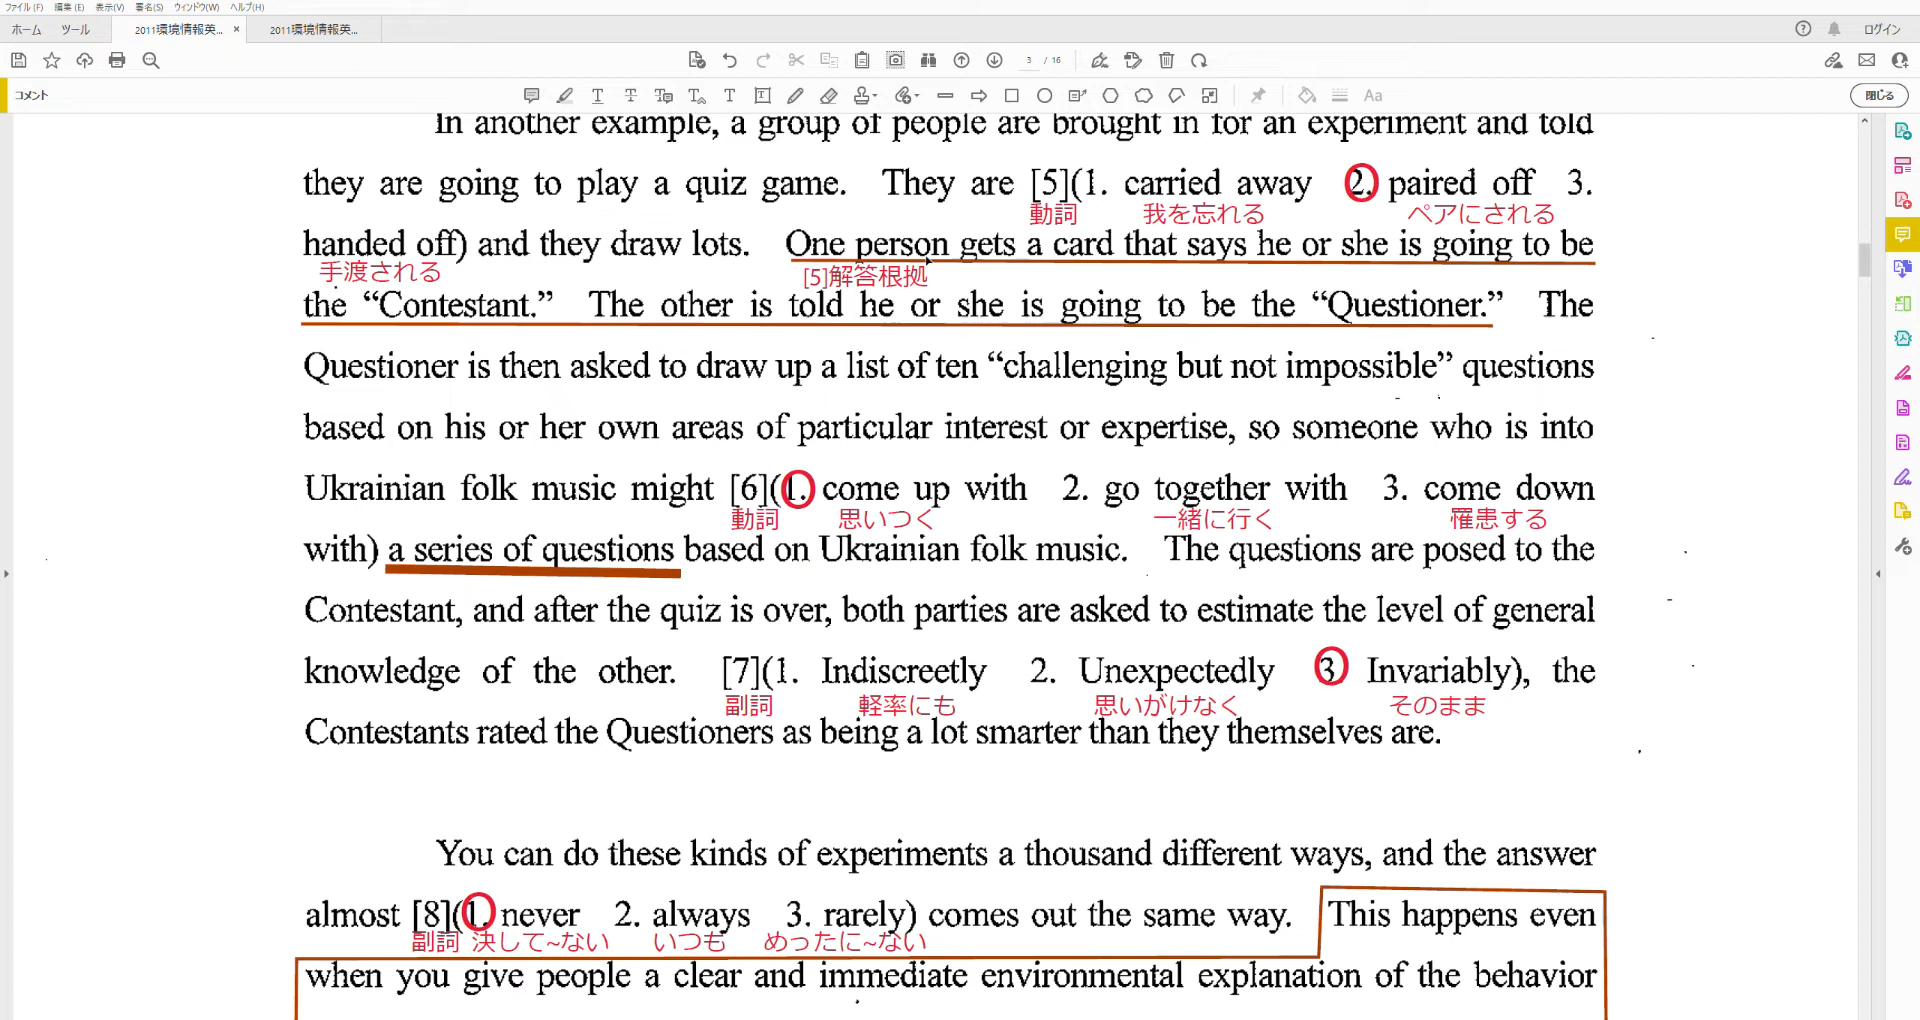 ファイル(F) 編集(E) 表示(V) 署名(S) ウィンドウ(W) ヘルプ(H)
ホーム ツール 2011環境情報英... × 2011環境情報英... ログイン
3 / 16
コメント Aa 閉じる
In another example, a group of people are brought in for an experiment and told
they are going to play a quiz game. They are [5](1. carried away 2. paired off 3.
動詞 我を忘れる ペアにされる
handed off) and they draw lots. One person gets a card that says he or she is going to be
手渡される [5]解答根拠
the “Contestant.” The other is told he or she is going to be the “Questioner.” The
Questioner is then asked to draw up a list of ten “challenging but not impossible” questions
based on his or her own areas of particular interest or expertise, so someone who is into
Ukrainian folk music might [6](1. come up with 2. go together with 3. come down
動詞 思いつく 一緒に行く 罹患する
with) a series of questions based on Ukrainian folk music. The questions are posed to the
Contestant, and after the quiz is over, both parties are asked to estimate the level of general
knowledge of the other. [7](1. Indiscreetly 2. Unexpectedly 3. Invariably), the
副詞 軽率にも 思いがけなく そのまま
Contestants rated the Questioners as being a lot smarter than they themselves are.
You can do these kinds of experiments a thousand different ways, and the answer
almost [8](1. never 2. always 3. rarely) comes out the same way. This happens even
副詞 決して~ない いつも めったに~ない
when you give people a clear and immediate environmental explanation of the behavior